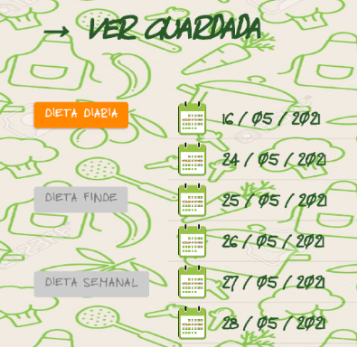 → VER GUARDADA
DIETA DIARIA
16 / 05 / 2021
24 / 05 / 2021
DIETA FINDE
25 / 05 / 2021
26 / 05 / 2021
DIETA SEMANAL
27 / 05 / 2021
28 / 05 / 2021